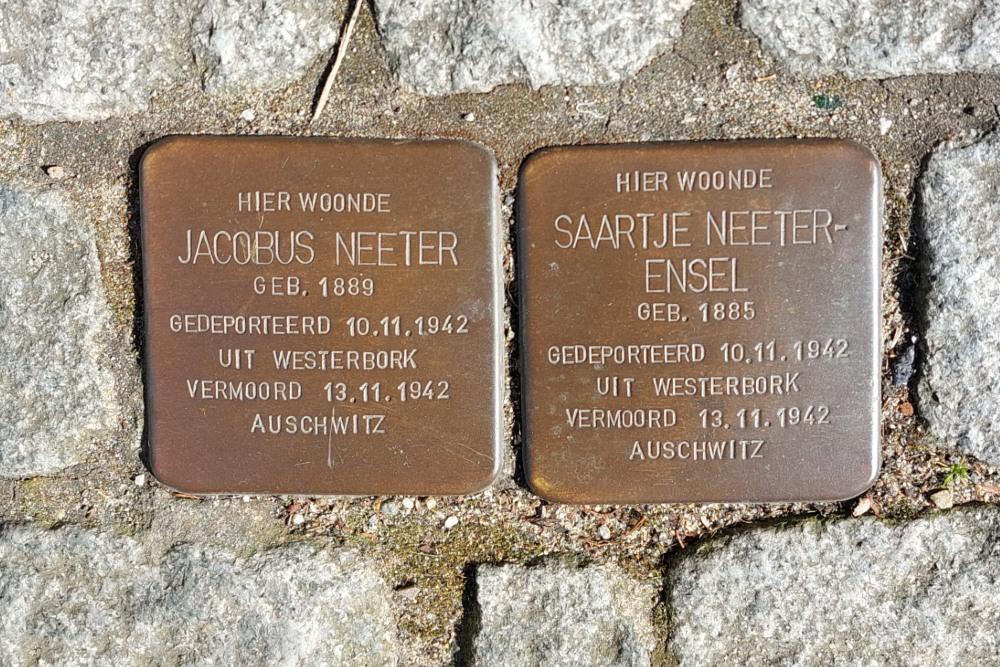 HIER WOONDE
JACOBUS NEETER
GEB. 1889
GEDEPORTEERD 10.11.1942
UIT WESTERBORK
VERMOORD 13.11.1942
AUSCHWITZ
HIER WOONDE
SAARTJE NEETER-
ENSEL
GEB. 1885
GEDEPORTEERD 10.11.1942
UIT WESTERBORK
VERMOORD 13.11.1942
AUSCHWITZ